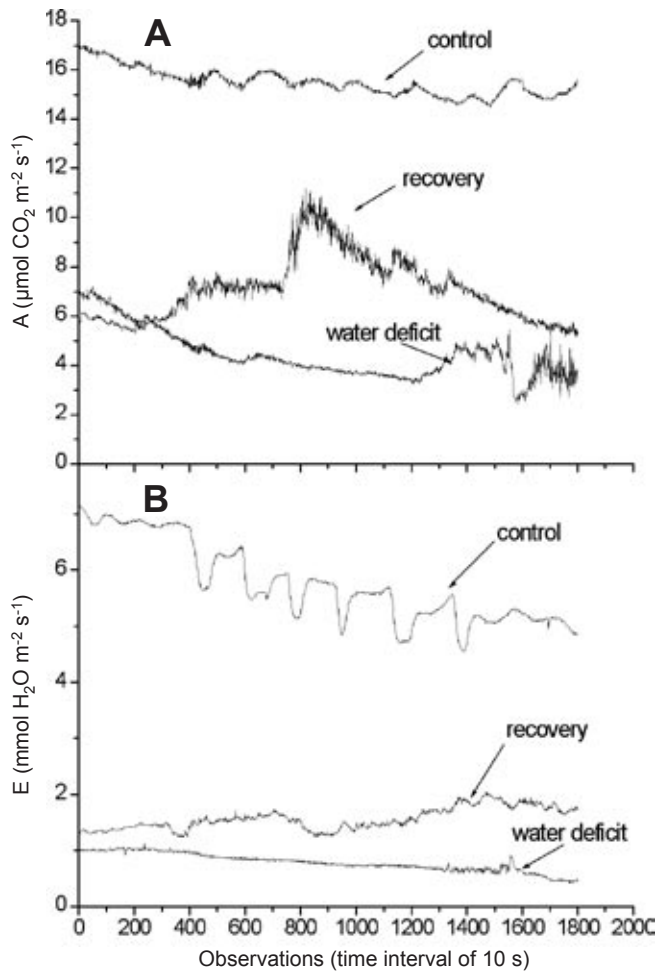 A
18
16
14
12
10
8
6
4
2
0
A (µmol CO₂ m⁻² s⁻¹)
control
recovery
water deficit
B
6
4
2
0
E (mmol H₂O m⁻² s⁻¹)
control
recovery
water deficit
0 200 400 600 800 1000 1200 1400 1600 1800 2000
Observations (time interval of 10 s)